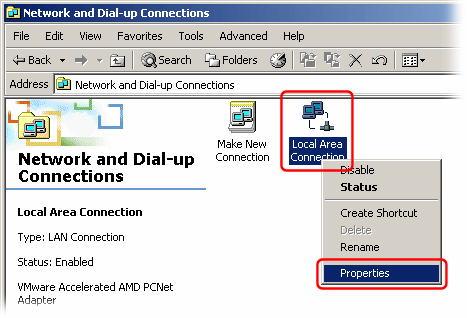 Network and Dial-up Connections
File Edit View Favorites Tools Advanced Help
Back Search Folders
Address Network and Dial-up Connections
Network and Dial-up
Connections
Local Area Connection
Type: LAN Connection
Status: Enabled
VMware Accelerated AMD PCNet
Adapter
Make New
Connection
Local Area
Connection
Disable
Status
Create Shortcut
Delete
Rename
Properties